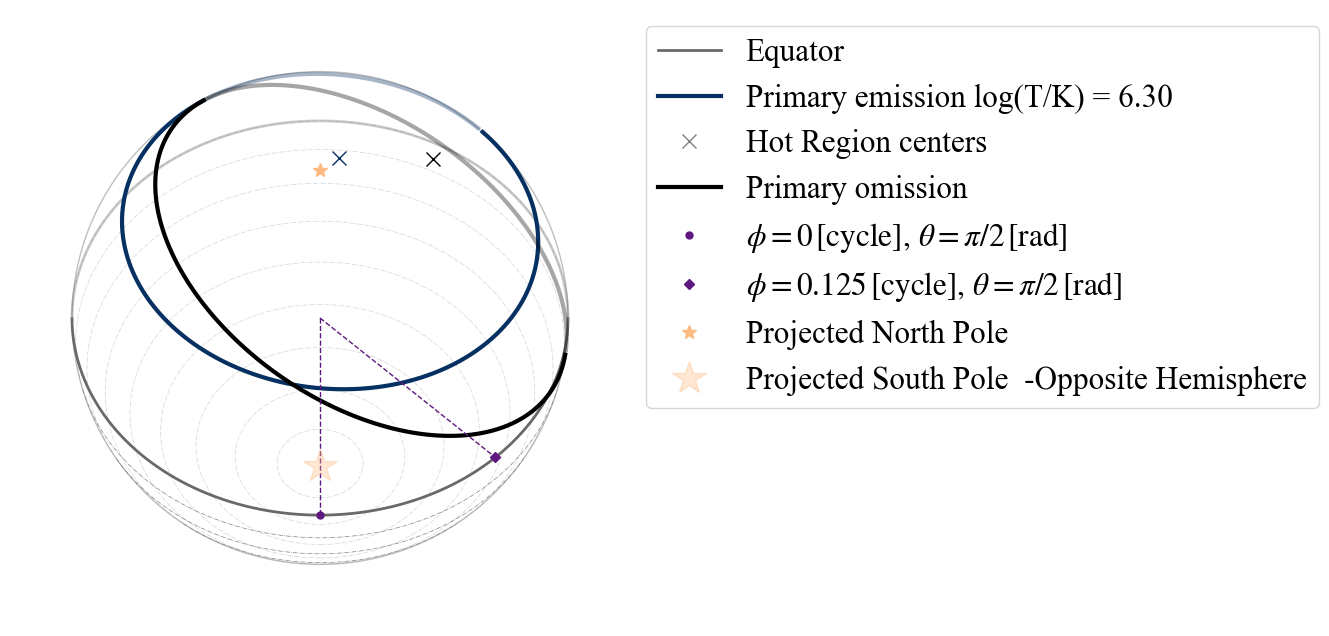 Equator
Primary emission log(T/K) = 6.30
Hot Region centers
Primary omission
ϕ = 0 [cycle], θ = π/2 [rad]
ϕ = 0.125 [cycle], θ = π/2 [rad]
Projected North Pole
Projected South Pole  -Opposite Hemisphere